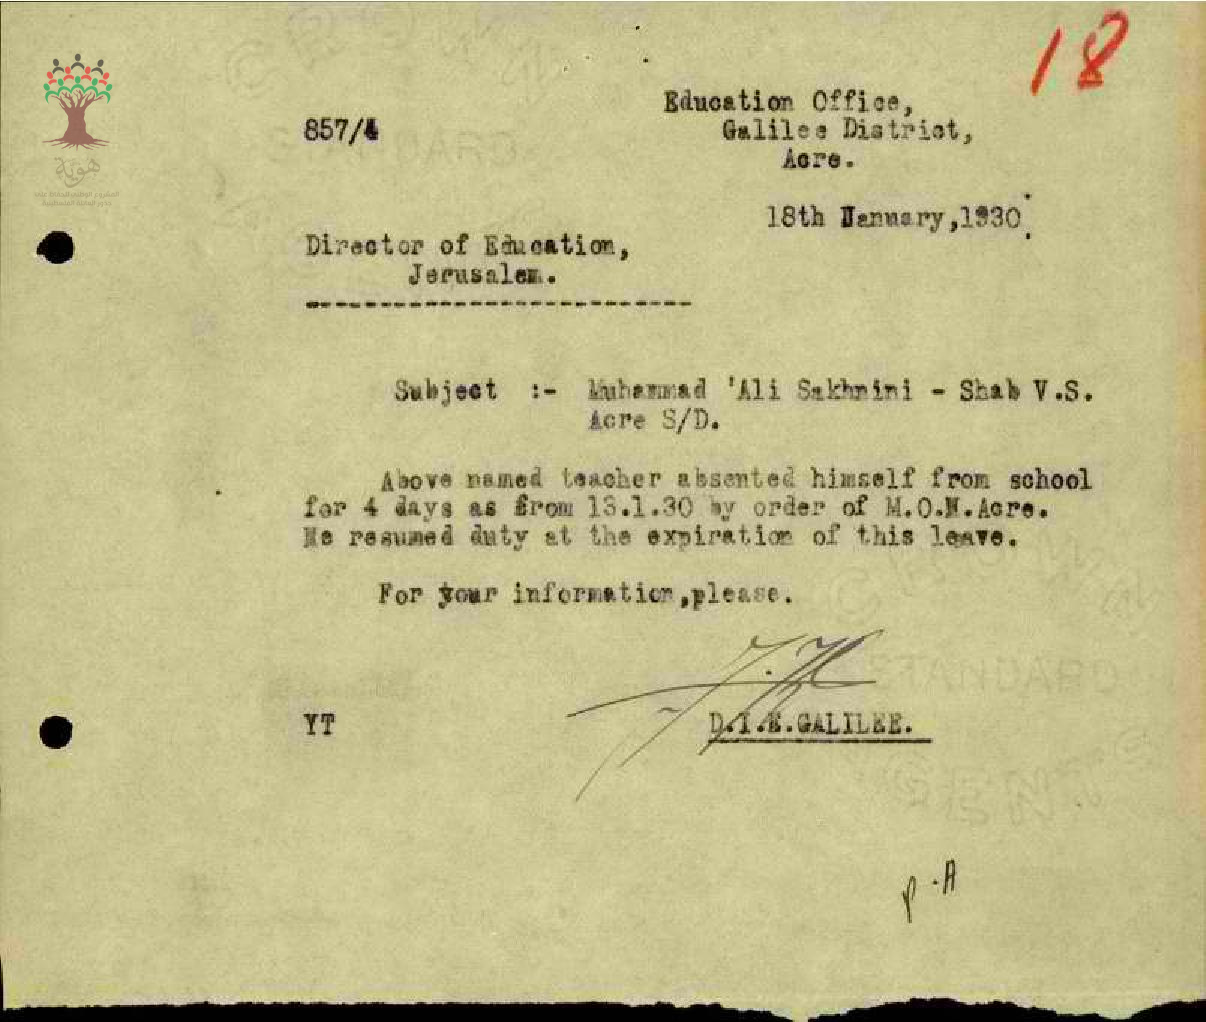 18
هوية
857/4
Education Office,
Galilee District,
Acre.
18th January,1930.
Director of Education,
Jerusalem.
Subject :- Muhammad 'Ali Sakhnini - Shab V.S.
Acre S/D.
Above named teacher absented himself from school
for 4 days as from 13.1.30 by order of M.O.H.Acre.
He resumed duty at the expiration of this leave.
For your information,please.
YT
D.I.E.GALILEE.
P.A